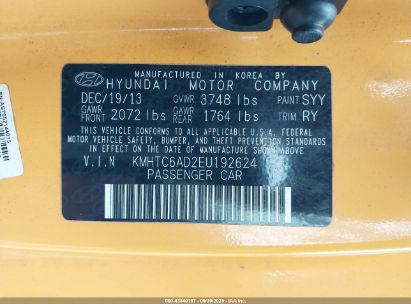 MANUFACTURED IN KOREA BY
HYUNDAI MOTOR COMPANY
DEC/19/13 GVWR 3748 lbs PAINT SYY
GAWR FRONT 2072 lbs GAWR REAR 1764 lbs TRIM RY
THIS VEHICLE CONFORMS TO ALL APPLICABLE U.S. FEDERAL
MOTOR VEHICLE SAFETY, BUMPER, AND THEFT PREVENTION
STANDARDS IN EFFECT ON THE DATE OF MANUFACTURE SHOWN ABOVE.
V.I.N KMHTC6AD2EU192624
PASSENGER CAR